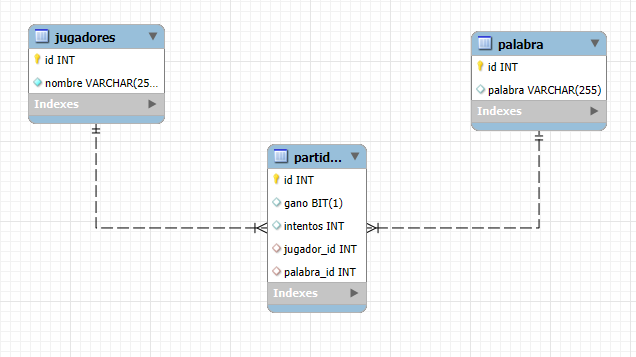 jugadores
id INT
nombre VARCHAR(25...
Indexes
palabra
id INT
palabra VARCHAR(255)
Indexes
partid...
id INT
gano BIT(1)
intentos INT
jugador_id INT
palabra_id INT
Indexes